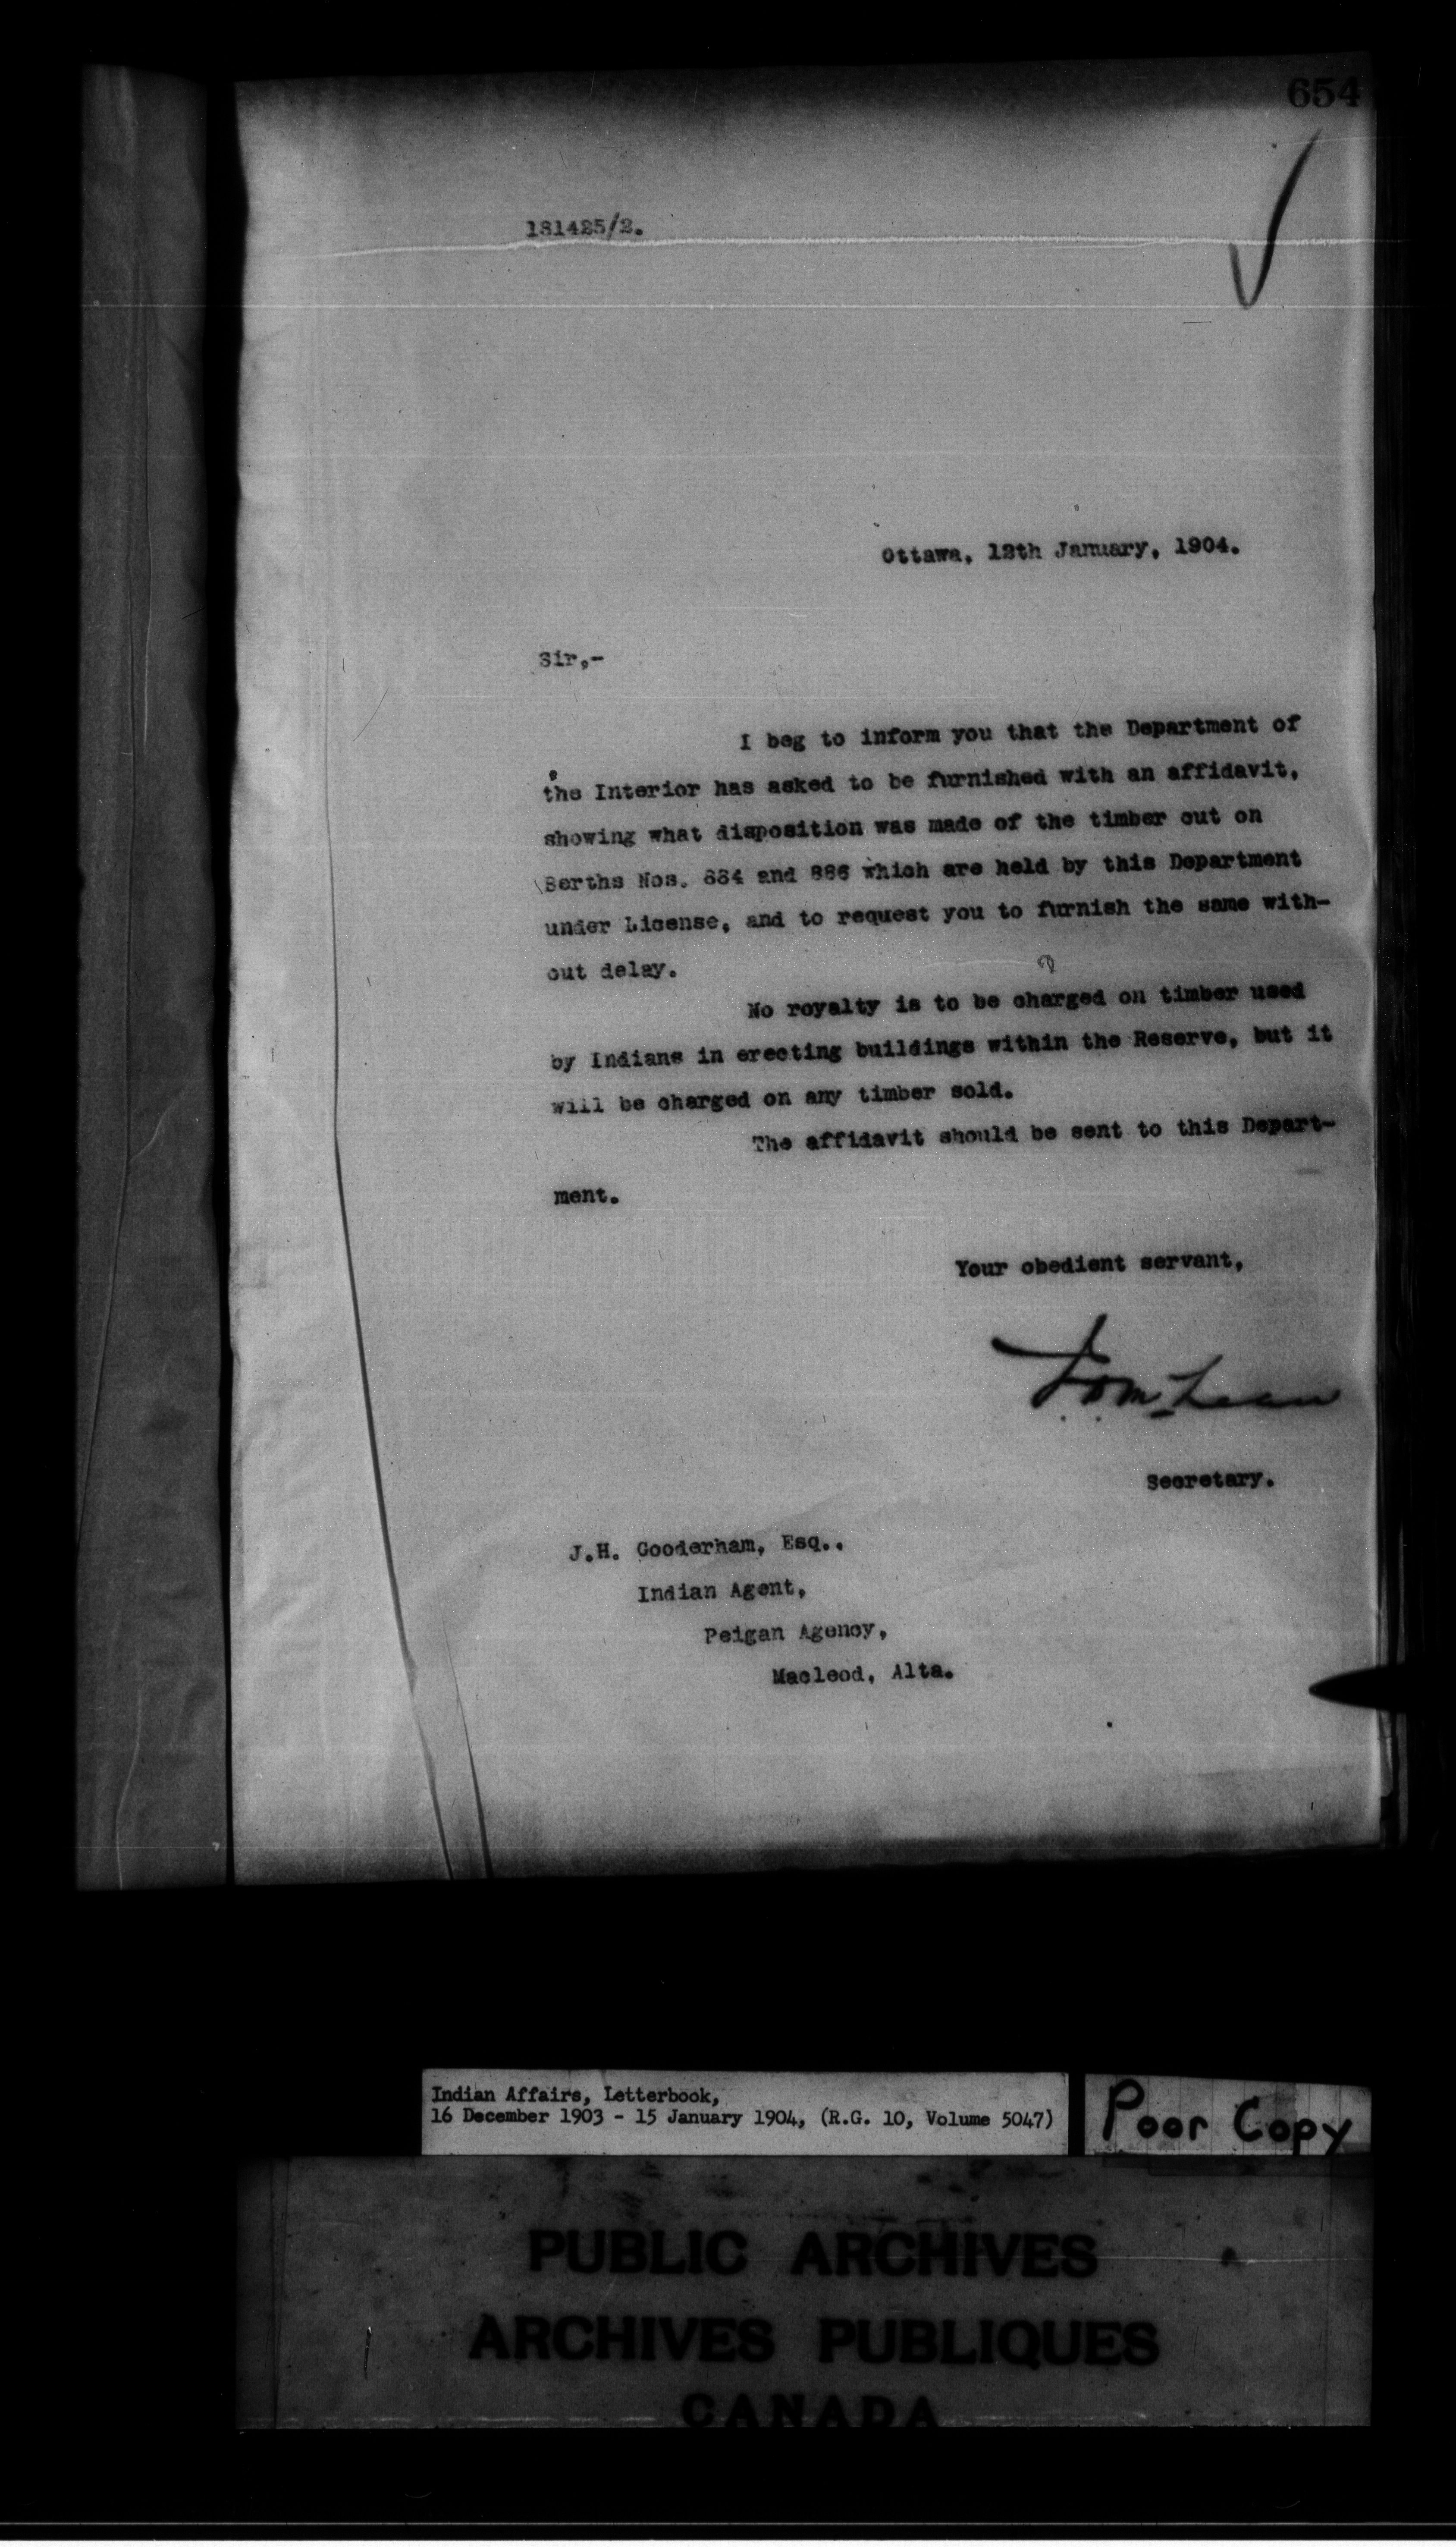 654
181425/2.
Ottawa, 12th January, 1904.
Sir,-
I beg to inform you that the Department of
the Interior has asked to be furnished with an affidavit,
showing what disposition was made of the timber cut on
Berths Nos. 884 and 886 which are held by this Department
under License, and to request you to furnish the same with-
out delay.
No royalty is to be charged on timber used
by Indians in erecting buildings within the Reserve, but it
will be charged on any timber sold.
The affidavit should be sent to this Depart-
ment.
Your obedient servant,
Secretary.
J.H. Gooderham, Esq.,
Indian Agent,
Peigan Agency,
Macleod, Alta.
Indian Affairs, Letterbook,
16 December 1903 - 15 January 1904, (R.G. 10, Volume 5047)
Poor Copy
PUBLIC ARCHIVES
ARCHIVES PUBLIQUES
CANADA